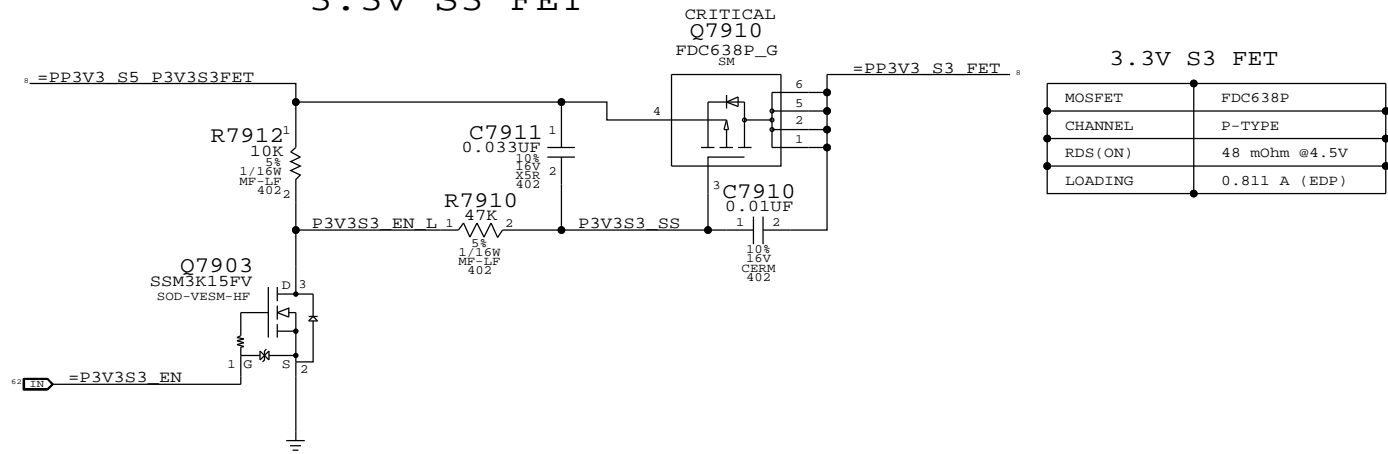 3.3V S3 FET
CRITICAL
Q7910
FDC638P_G
SM
8 =PP3V3_S5_P3V3S3FET
=PP3V3_S3_FET 8
4
6
5
2
1
3
R7912 1
10K
5%
1/16W
MF-LF
402 2
C7911 1
0.033UF
10%
16V
X5R
402
2
R7910
P3V3S3_EN_L 1 47K 2 P3V3S3_SS
5%
1/16W
MF-LF
402
C7910
0.01UF
1 2
10%
16V
CERM
402
Q7903
SSM3K15FV
SOD-VESM-HF
D 3
1 G S 2
62 IN =P3V3S3_EN
3.3V S3 FET
MOSFET FDC638P
CHANNEL P-TYPE
RDS(ON) 48 mOhm @4.5V
LOADING 0.811 A (EDP)